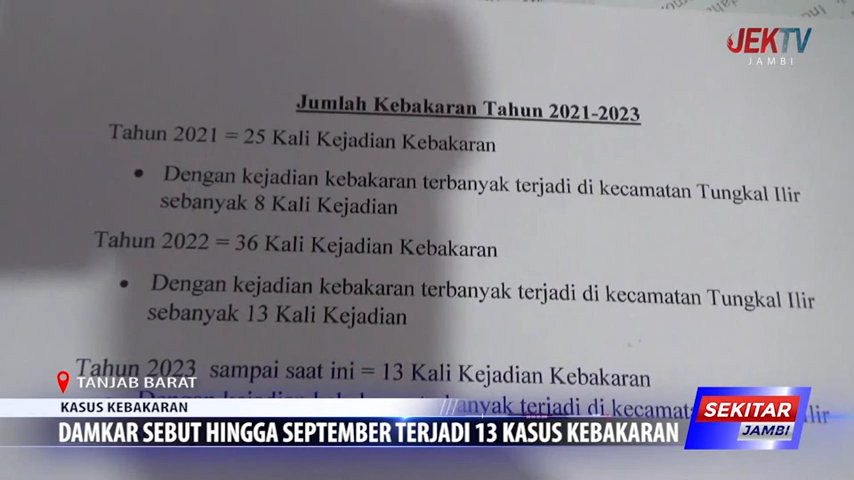 JEKTV
JAMBI
Jumlah Kebakaran Tahun 2021-2023
Tahun 2021 = 25 Kali Kejadian Kebakaran
• Dengan kejadian kebakaran terbanyak terjadi di kecamatan Tungkal Ilir
sebanyak 8 Kali Kejadian
Tahun 2022 = 36 Kali Kejadian Kebakaran
• Dengan kejadian kebakaran terbanyak terjadi di kecamatan Tungkal Ilir
sebanyak 13 Kali Kejadian
Tahun 2023 sampai saat ini = 13 Kali Kejadian Kebakaran
terjadi di
TANJAB BARAT
KASUS KEBAKARAN
DAMKAR SEBUT HINGGA SEPTEMBER TERJADI 13 KASUS KEBAKARAN
SEKITAR
JAMBI